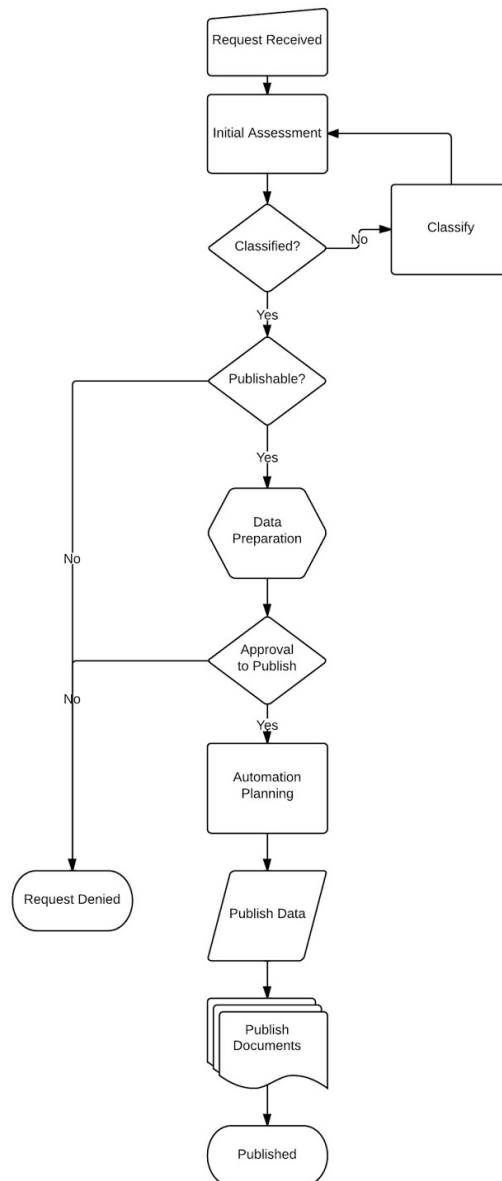 Request Received
Initial Assessment
Classified?
No
Classify
Yes
Publishable?
Yes
Data
Preparation
No
Approval
to Publish
No
Yes
Automation
Planning
Request Denied
Publish Data
Publish
Documents
Published